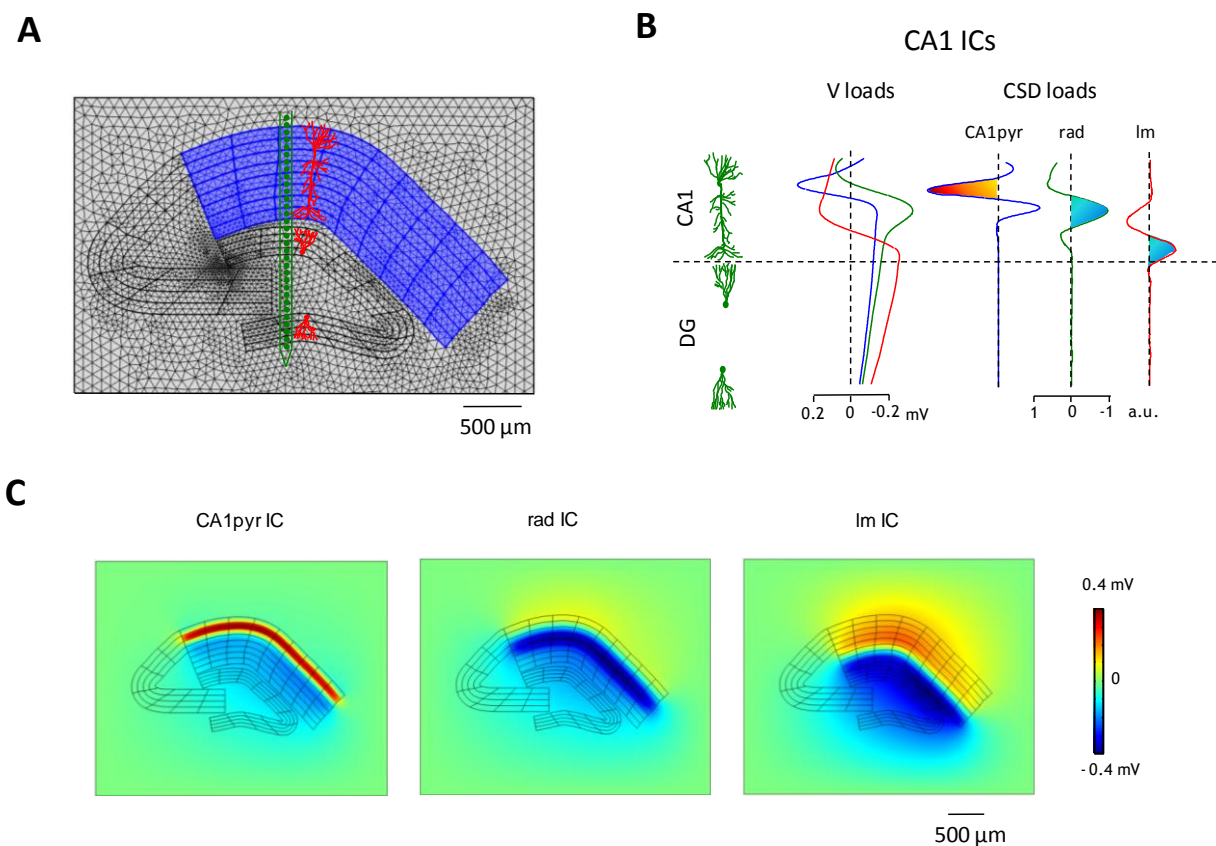 A
500 µm
B
CA1 ICs
V loads
CSD loads
CA1pyr
rad
lm
CA1
DG
0.2 0 -0.2 mV
1 0 -1 a.u.
C
CA1pyr IC
rad IC
lm IC
0.4 mV
0
-0.4 mV
500 µm